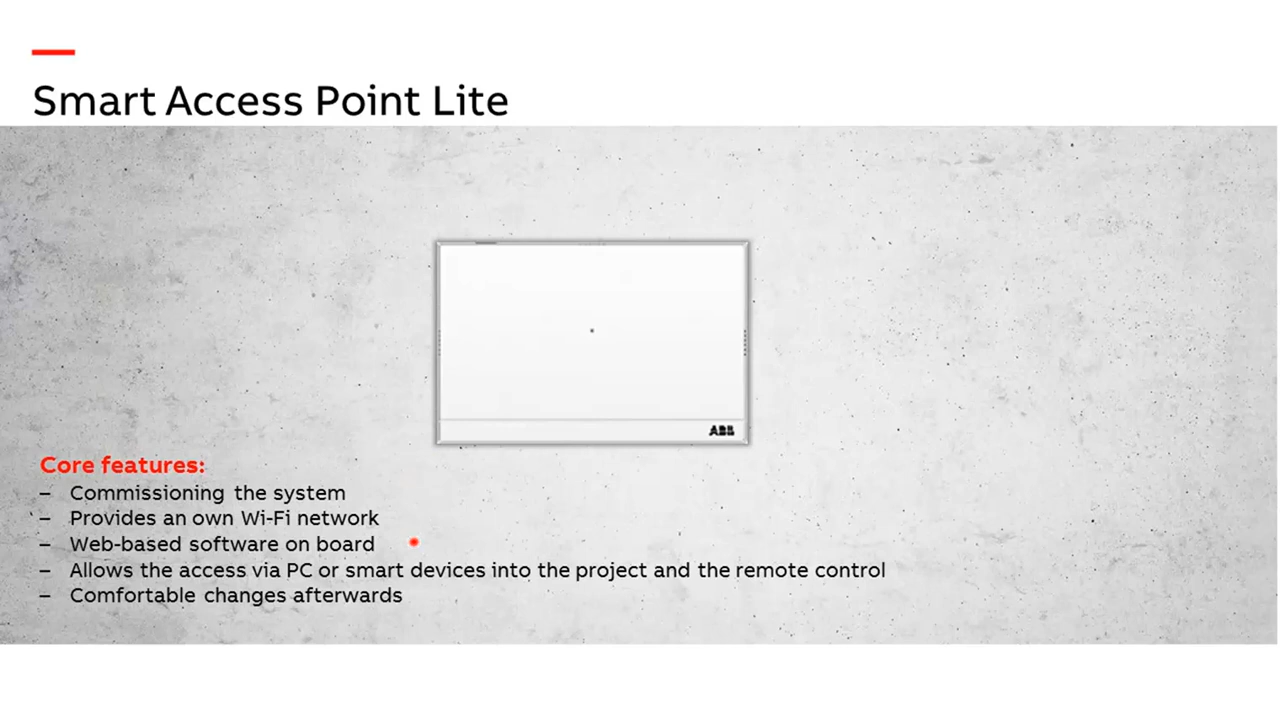 Smart Access Point Lite
ABB
Core features:
– Commissioning the system
– Provides an own Wi-Fi network
– Web-based software on board
– Allows the access via PC or smart devices into the project and the remote control
– Comfortable changes afterwards